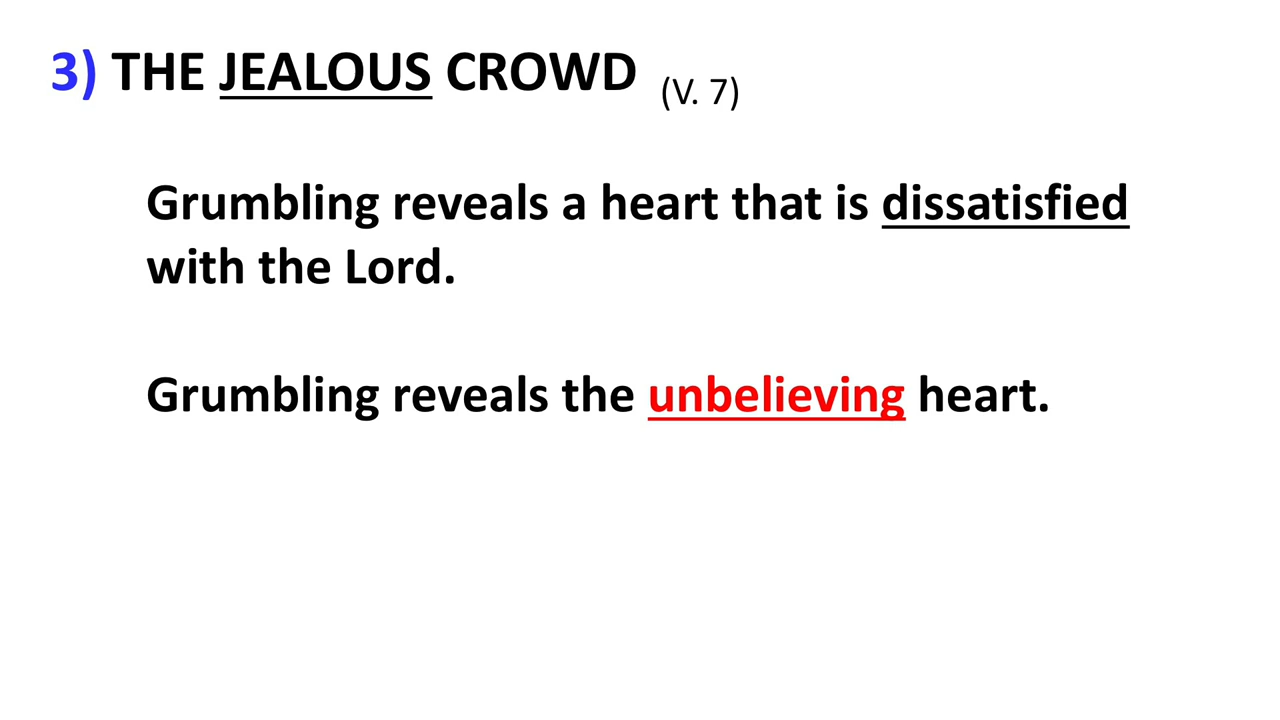 3) THE JEALOUS CROWD (V. 7)
Grumbling reveals a heart that is dissatisfied
with the Lord.
Grumbling reveals the unbelieving heart.